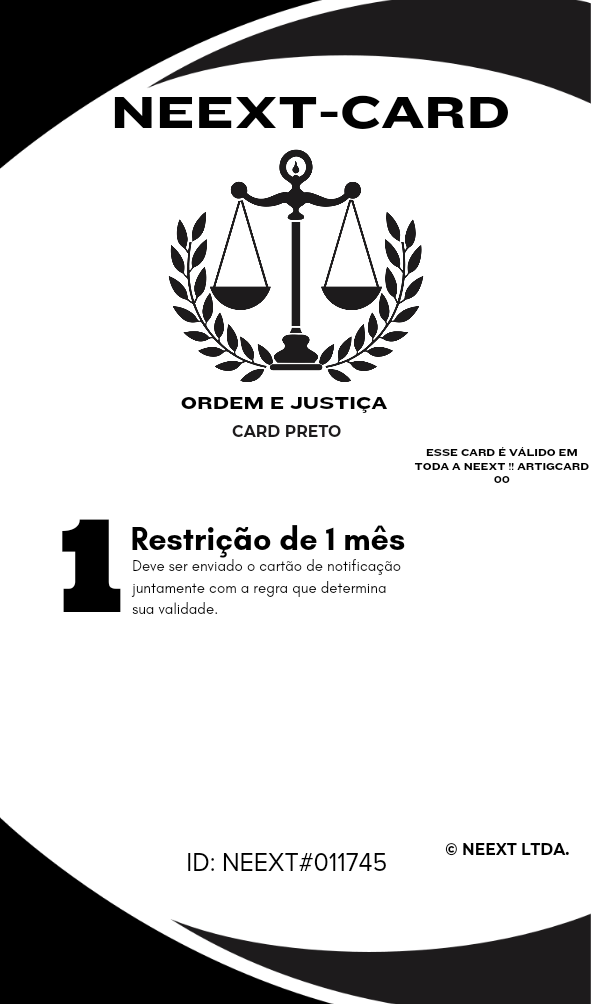 NEEXT-CARD
ORDEM E JUSTIÇA
CARD PRETO
ESSE CARD É VÁLIDO EM
TODA A NEEXT !! ARTIGCARD
00
1
Restrição de 1 mês
Deve ser enviado o cartão de notificação
juntamente com a regra que determina
sua validade.
ID: NEEXT#011745
© NEEXT LTDA.